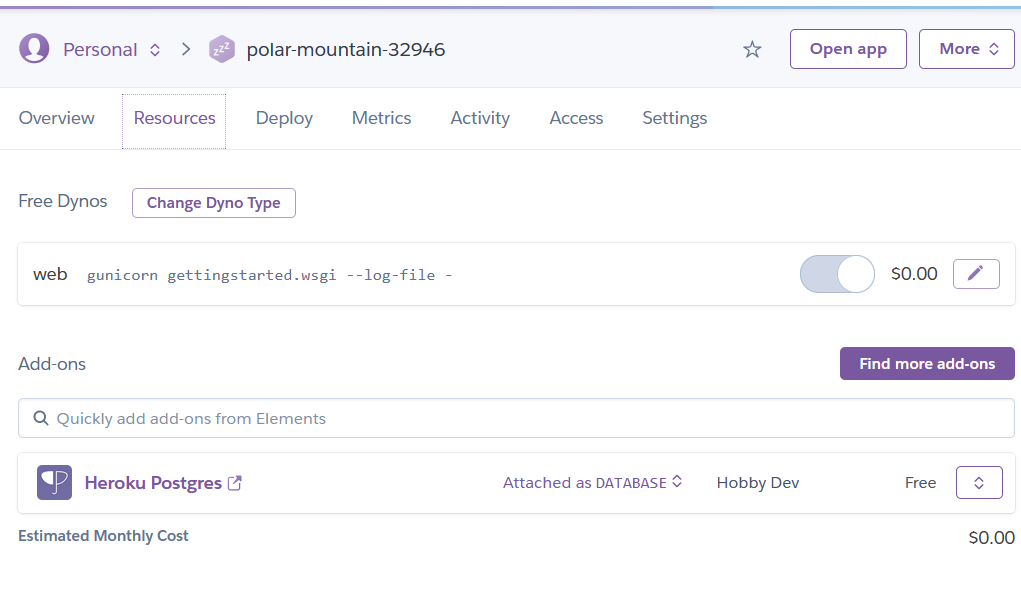 Personal polar-mountain-32946 Open app More
Overview Resources Deploy Metrics Activity Access Settings
Free Dynos Change Dyno Type
web gunicorn gettingstarted.wsgi --log-file - $0.00
Add-ons Find more add-ons
Quickly add add-ons from Elements
Heroku Postgres Attached as DATABASE Hobby Dev Free
Estimated Monthly Cost $0.00